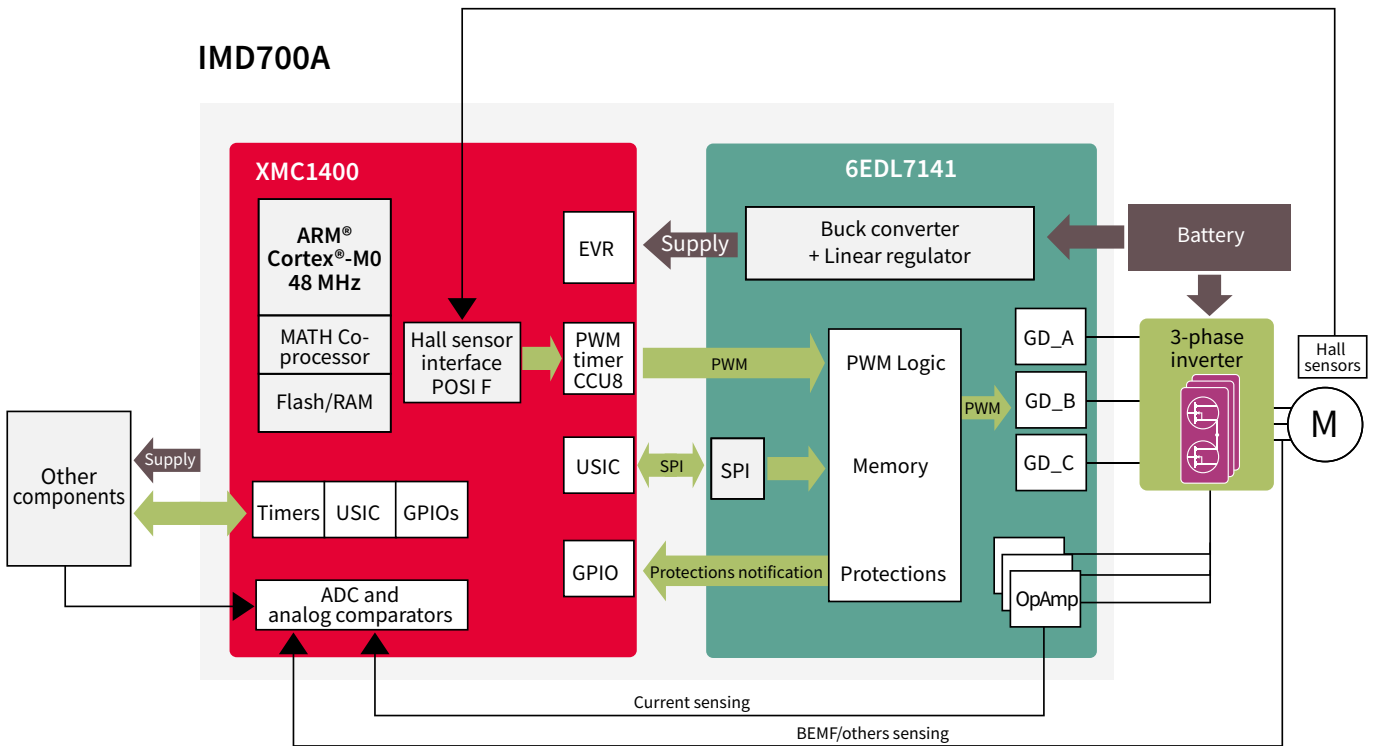 IMD700A
XMC1400
6EDL7141
ARM®
Cortex®-M0
48 MHz
MATH Co-
processor
Flash/RAM
Hall sensor
interface
POSI F
EVR
PWM
timer
CCU8
USIC
GPIO
Supply
Buck converter
+ Linear regulator
Battery
PWM
PWM Logic
Memory
Protections
PWM
GD_A
GD_B
GD_C
3-phase
inverter
Hall
sensors
M
SPI
SPI
Protections notification
OpAmp
Other
components
Supply
Timers
USIC
GPIOs
ADC and
analog comparators
Current sensing
BEMF/others sensing